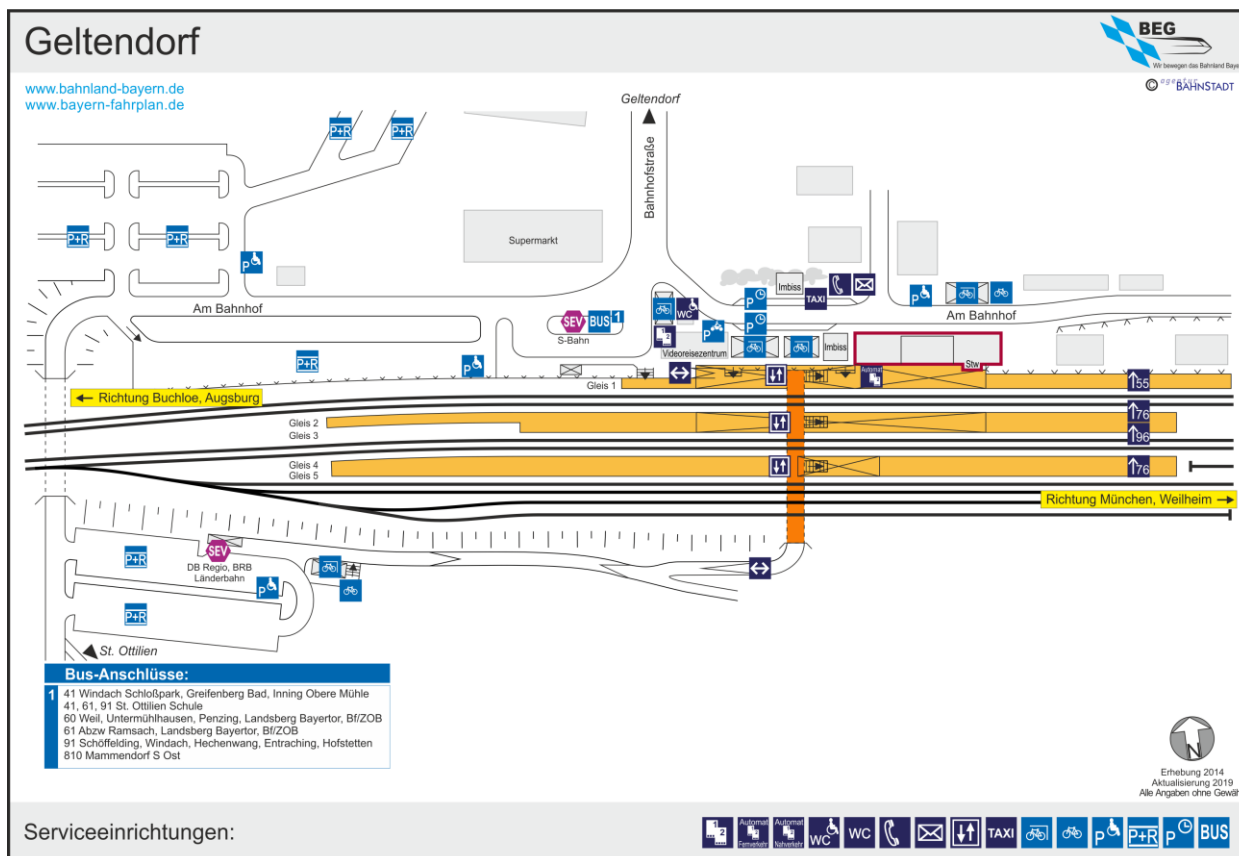 Geltendorf
BEG
Wir bewegen das Bahnland Baye
© agentur BAHNSTADT
www.bahnland-bayern.de
www.bayern-fahrplan.de
Geltendorf
P+R
P+R
Bahnhofstraße
P+R
P+R
Supermarkt
P
Imbiss
P
TAXI
P
Am Bahnhof
Am Bahnhof
SEV
BUS
1
S-Bahn
WC
P
P
Videoreisezentrum
Imbiss
P+R
P
Stw
Automat
Gleis 1
55
Richtung Buchloe, Augsburg
Gleis 2
76
Gleis 3
96
Gleis 4
76
Gleis 5
Richtung München, Weilheim
P+R
SEV
DB Regio, BRB
Länderbahn
P
P+R
St. Ottilien
Bus-Anschlüsse:
1
41 Windach Schloßpark, Greifenberg Bad, Inning Obere Mühle
41, 61, 91 St. Ottilien Schule
60 Weil, Untermühlhausen, Penzing, Landsberg Bayertor, Bf/ZOB
61 Abzw Ramsach, Landsberg Bayertor, Bf/ZOB
91 Schöffelding, Windach, Hechenwang, Entraching, Hofstetten
810 Mammendorf S Ost
N
Erhebung 2014
Aktualisierung 2019
Alle Angaben ohne Gewäh
Serviceeinrichtungen:
1 2
Automat Fernverkehr
Automat Nahverkehr
WC
WC
TAXI
P
P+R
P
BUS